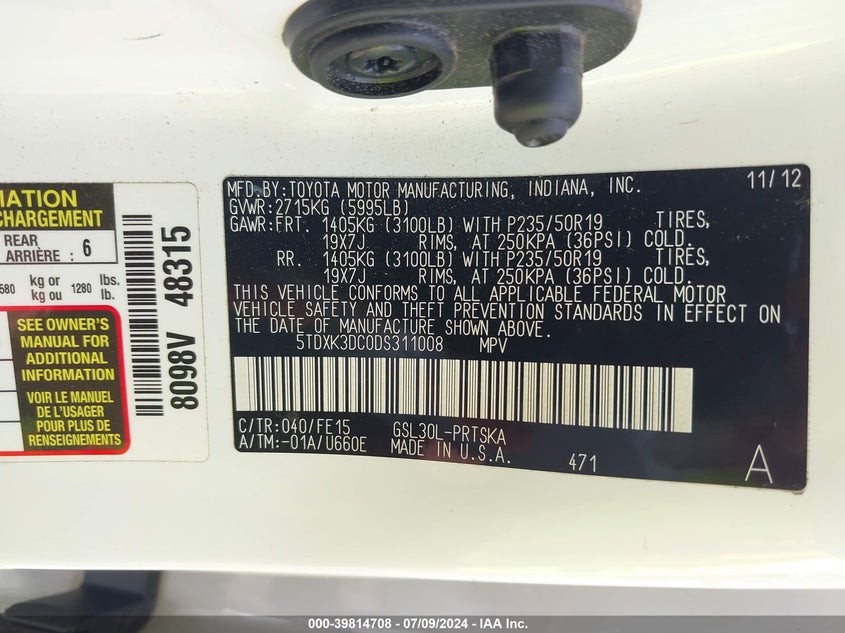 MATION
CHARGEMENT
REAR
ARRIÈRE : 6
580 kg or 1280 lbs.
kg ou lb.
SEE OWNER'S
MANUAL FOR
ADDITIONAL
INFORMATION
VOIR LE MANUEL
DE L'USAGER
POUR PLUS DE
RENSEIGNEMENTS
8098V 48315
MFD.BY:TOYOTA MOTOR MANUFACTURING, INDIANA, INC. 11/12
GVWR:2715KG (5995LB)
GAWR:FRT. 1405KG (3100LB) WITH P235/50R19 TIRES,
19X7J RIMS, AT 250KPA (36PSI) COLD.
RR. 1405KG (3100LB) WITH P235/50R19 TIRES,
19X7J RIMS, AT 250KPA (36PSI) COLD.
THIS VEHICLE CONFORMS TO ALL APPLICABLE FEDERAL MOTOR
VEHICLE SAFETY AND THEFT PREVENTION STANDARDS IN EFFECT ON
THE DATE OF MANUFACTURE SHOWN ABOVE.
5TDXK3DC0DS311008 MPV
C/TR:040/FE15 GSL30L-PRTSKA
A/TM:-01A/U660E MADE IN U.S.A. 471
A
000-39814708 - 07/09/2024 - IAA Inc.